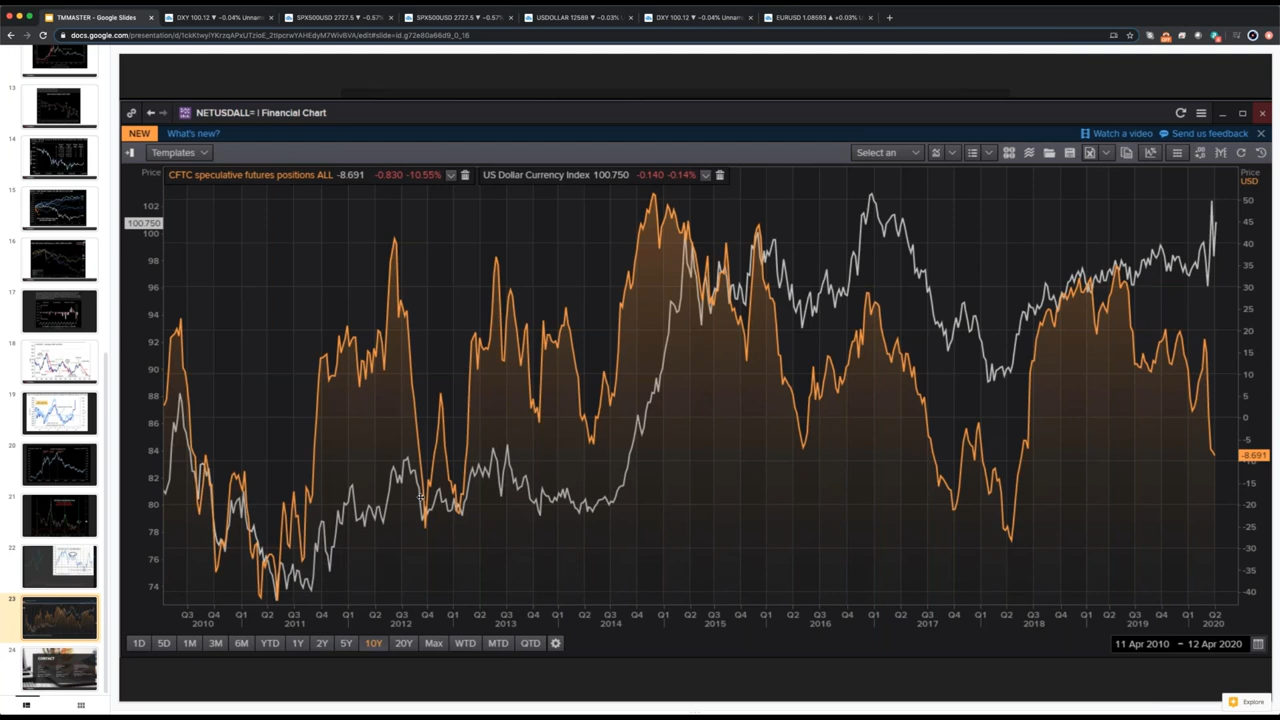 TMMASTER - Google Slides
DXY 100.12 ▼ −0.04% Unnam
SPX500USD 2727.5 ▼ −0.57%
SPX500USD 2727.5 ▼ −0.57%
USDOLLAR 12589 ▲ +0.03% U
DXY 100.12 ▼ −0.04% Unnam
EURUSD 1.08593 ▲ +0.03% U
NETUSDALL= | Financial Chart
NEW What's new?
Watch a video Send us feedback
Templates
Select an
Price CFTC speculative futures positions ALL -8.691 -0.830 -10.55% US Dollar Currency Index 100.750 -0.140 -0.14% Price
USD
102
100.750
100
98
96
94
92
90
88
86
84
82
80
78
76
74
50
45
40
35
30
25
20
15
10
5
0
-5
-8.691
-10
-15
-20
-25
-30
-35
-40
Q3 Q4 Q1 Q2 Q3 Q4 Q1 Q2 Q3 Q4 Q1 Q2 Q3 Q4 Q1 Q2 Q3 Q4 Q1 Q2 Q3 Q4 Q1 Q2 Q3 Q4 Q1 Q2 Q3 Q4 Q1 Q2 Q3 Q4 Q1 Q2 Q3 Q4 Q1 Q2
2010 2011 2012 2013 2014 2015 2016 2017 2018 2019 2020
1D 5D 1M 3M 6M YTD 1Y 2Y 5Y 10Y 20Y Max WTD MTD QTD
11 Apr 2010 − 12 Apr 2020
13
14
15
16
17
18
19
20
21
22
23
24
CONTACT
Explore